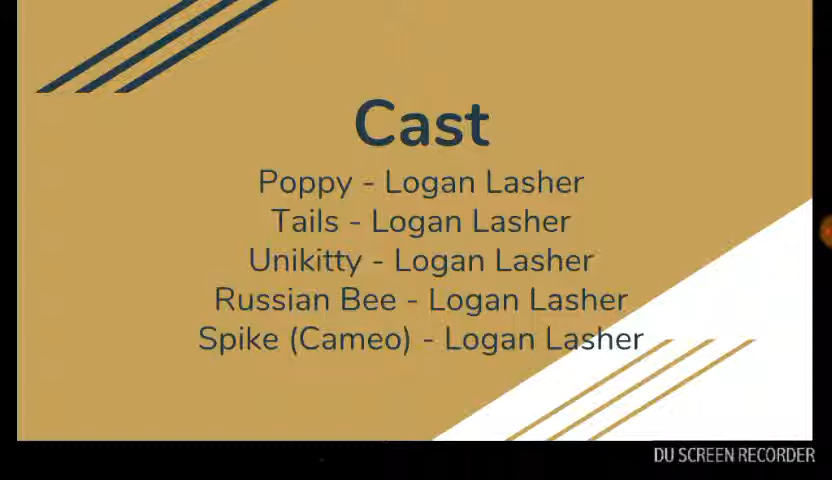 Cast
Poppy - Logan Lasher
Tails - Logan Lasher
Unikitty - Logan Lasher
Russian Bee - Logan Lasher
Spike (Cameo) - Logan Lasher
DU SCREEN RECORDER